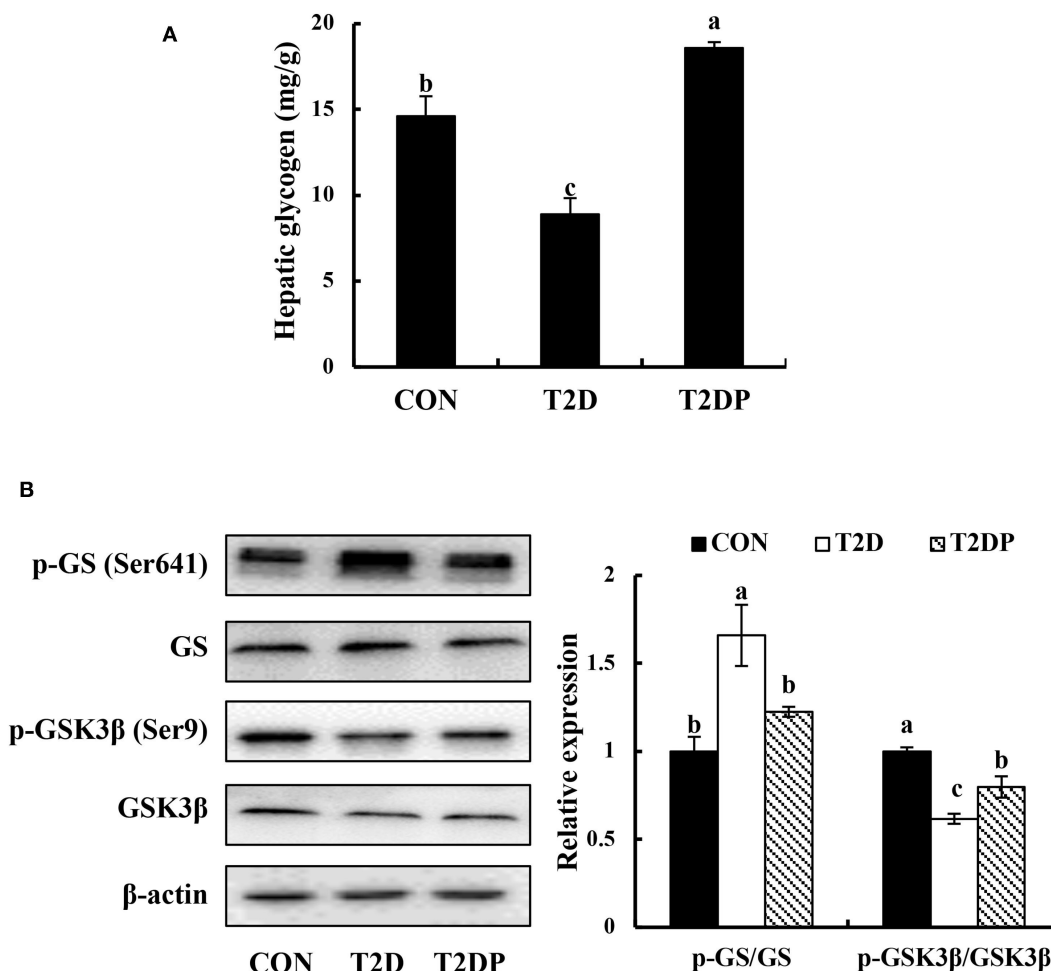 A
Hepatic glycogen (mg/g)
20
15
10
5
0
b
c
a
CON T2D T2DP
B
p-GS (Ser641)
GS
p-GSK3β (Ser9)
GSK3β
β-actin
CON T2D T2DP
CON T2D T2DP
Relative expression
2
1.5
1
0.5
0
b
a
b
a
c
b
p-GS/GS p-GSK3β/GSK3β